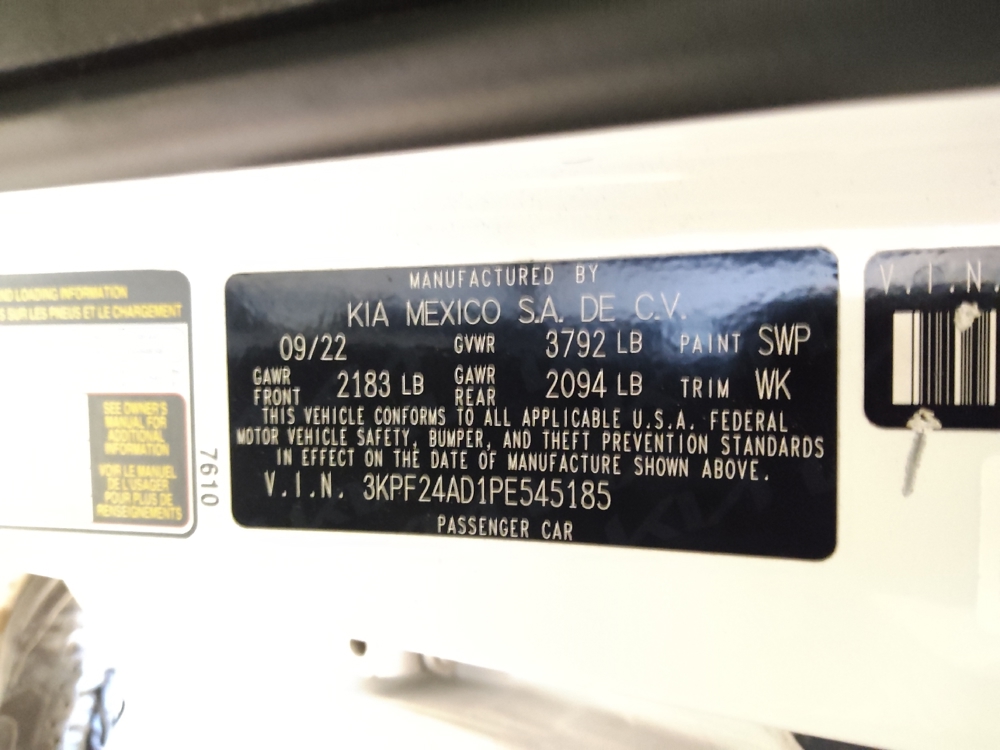 ND LOADING INFORMATION
S SUR LES PNEUS ET LE CHARGEMENT
SEE OWNER'S
MANUAL FOR
ADDITIONAL
INFORMATION
VOIR LE MANUEL
DE L'USAGER
POUR PLUS DE
RENSEIGNEMENTS
7610
MANUFACTURED BY
KIA MEXICO S.A. DE C.V.
09/22 GVWR 3792 LB PAINT SWP
GAWR FRONT 2183 LB GAWR REAR 2094 LB TRIM WK
THIS VEHICLE CONFORMS TO ALL APPLICABLE U.S.A. FEDERAL
MOTOR VEHICLE SAFETY, BUMPER, AND THEFT PREVENTION STANDARDS
IN EFFECT ON THE DATE OF MANUFACTURE SHOWN ABOVE.
V.I.N. 3KPF24AD1PE545185
PASSENGER CAR
V.I.N.